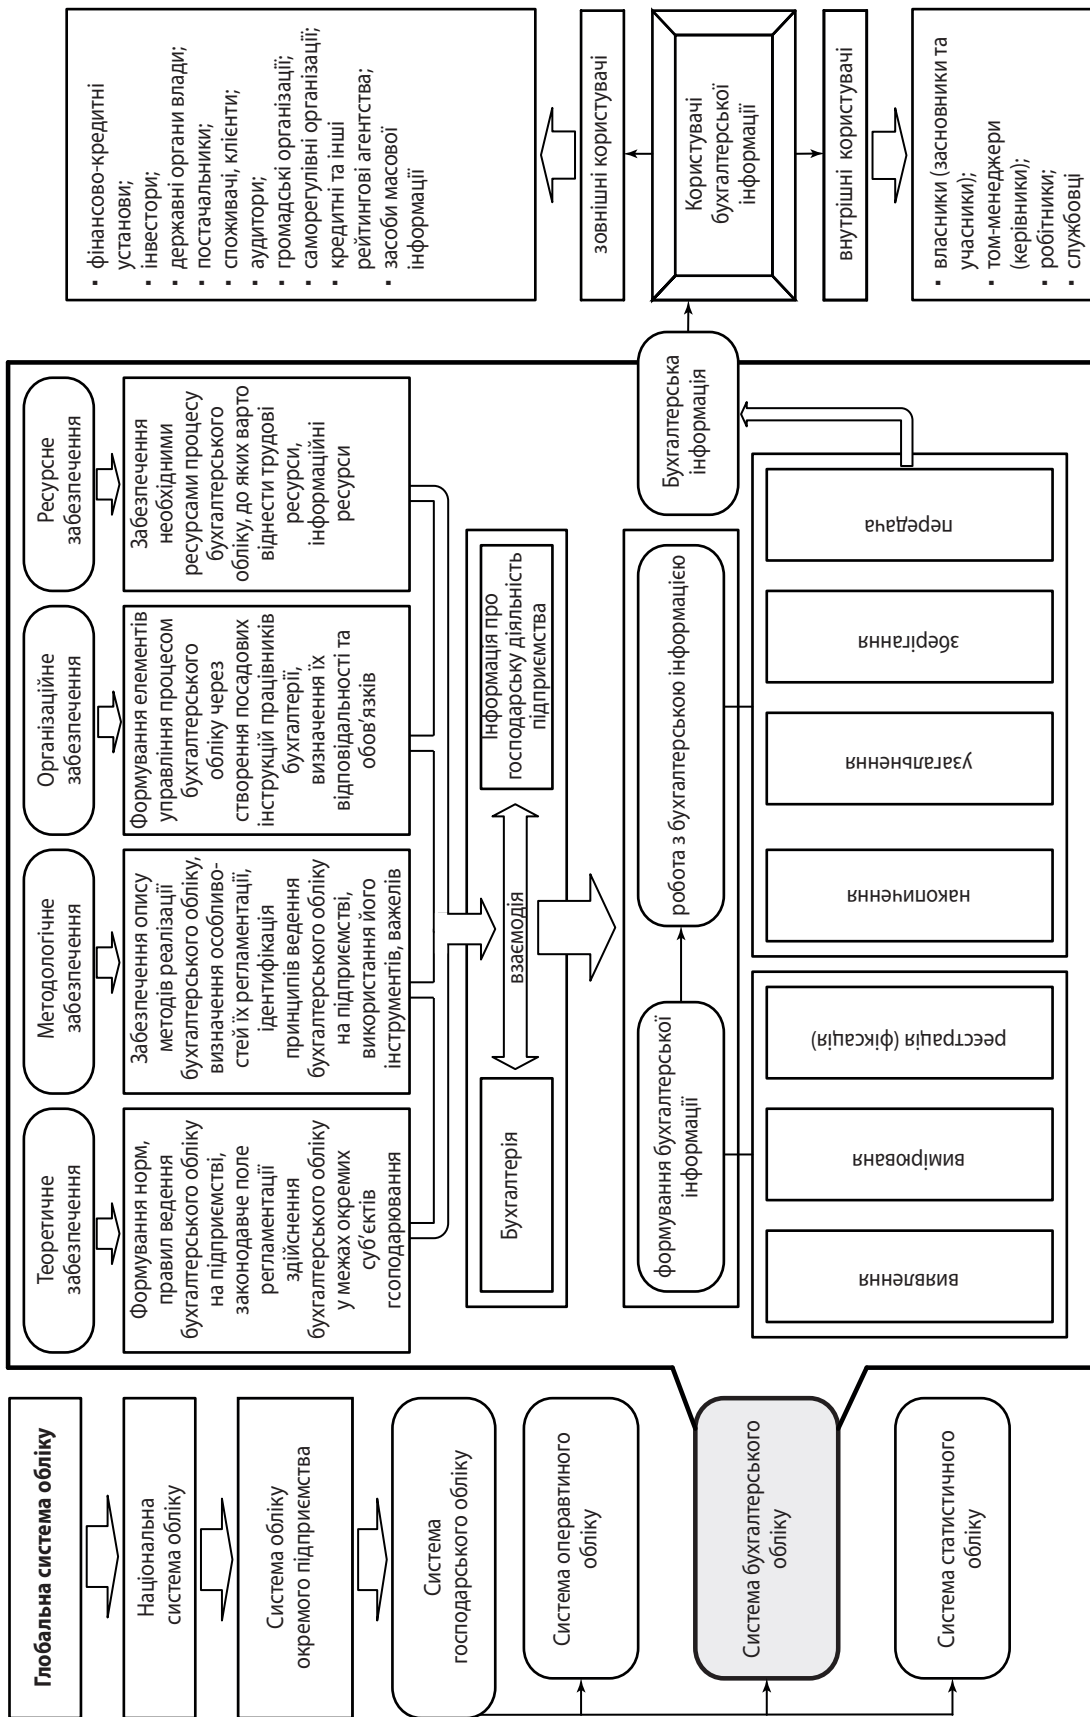 Глобальна система обліку
Національна
система обліку
Система обліку
окремого підприємства
Система
господарського обліку
Система операвтиного
обліку
Система бухгалтерського
обліку
Система статистичного
обліку
Теоретичне
забезпечення
Формування норм,
правил ведення
бухгалтерського обліку
на підприємстві,
законодавче поле
регламентації
здійснення
бухгалтерського обліку
у межах окремих
суб’єктів
гсоподарювання
Методологічне
забезпечення
Забезпечення опису
методів реалізації
бухгалтерського обліку,
визначення особливо-
стей їх регламентації,
ідентифікація
принципів ведення
бухгалтерського обліку
на підприємстві,
використання його
інструментів, важелів
Організаційне
забезпечення
Формування елементів
управління процесом
бухгалтерського
обліку через
створення посадових
інструкцій працівників
бухгалтерії,
визначення їх
відповідальності та
обов’язків
Ресурсне
забезпечення
Забезпечення
необхідними
ресурсами процесу
бухгалтерського
обліку, до яких варто
віднести трудові
ресурси,
інформаційні
ресурси
Бухгалтерія
взаємодія
Інформація про
господарську діяльність
підприємства
формування бухгалтерської
інформації
робота з бухгалтерською інформацією
виявлення
вимірювання
реєстрація (фіксація)
накопичення
узагальнення
зберігання
передача
Бухгалтерська
інформація
▪ фінансово-кредитні
установи;
▪ інвестори;
▪ державні органи влади;
▪ постачальники;
▪ споживачі, клієнти;
▪ аудитори;
▪ громадські організації;
▪ саморегулівні організації;
▪ кредитні та інші
рейтингові агентства;
▪ засоби масової
інформації
зовнішні користувачі
Користувачі
бухгалтерської
інформації
внутрішні користувачі
▪ власники (засновники та
учасники);
▪ том-менеджери
(керівники);
▪ робітники;
▪ службовці